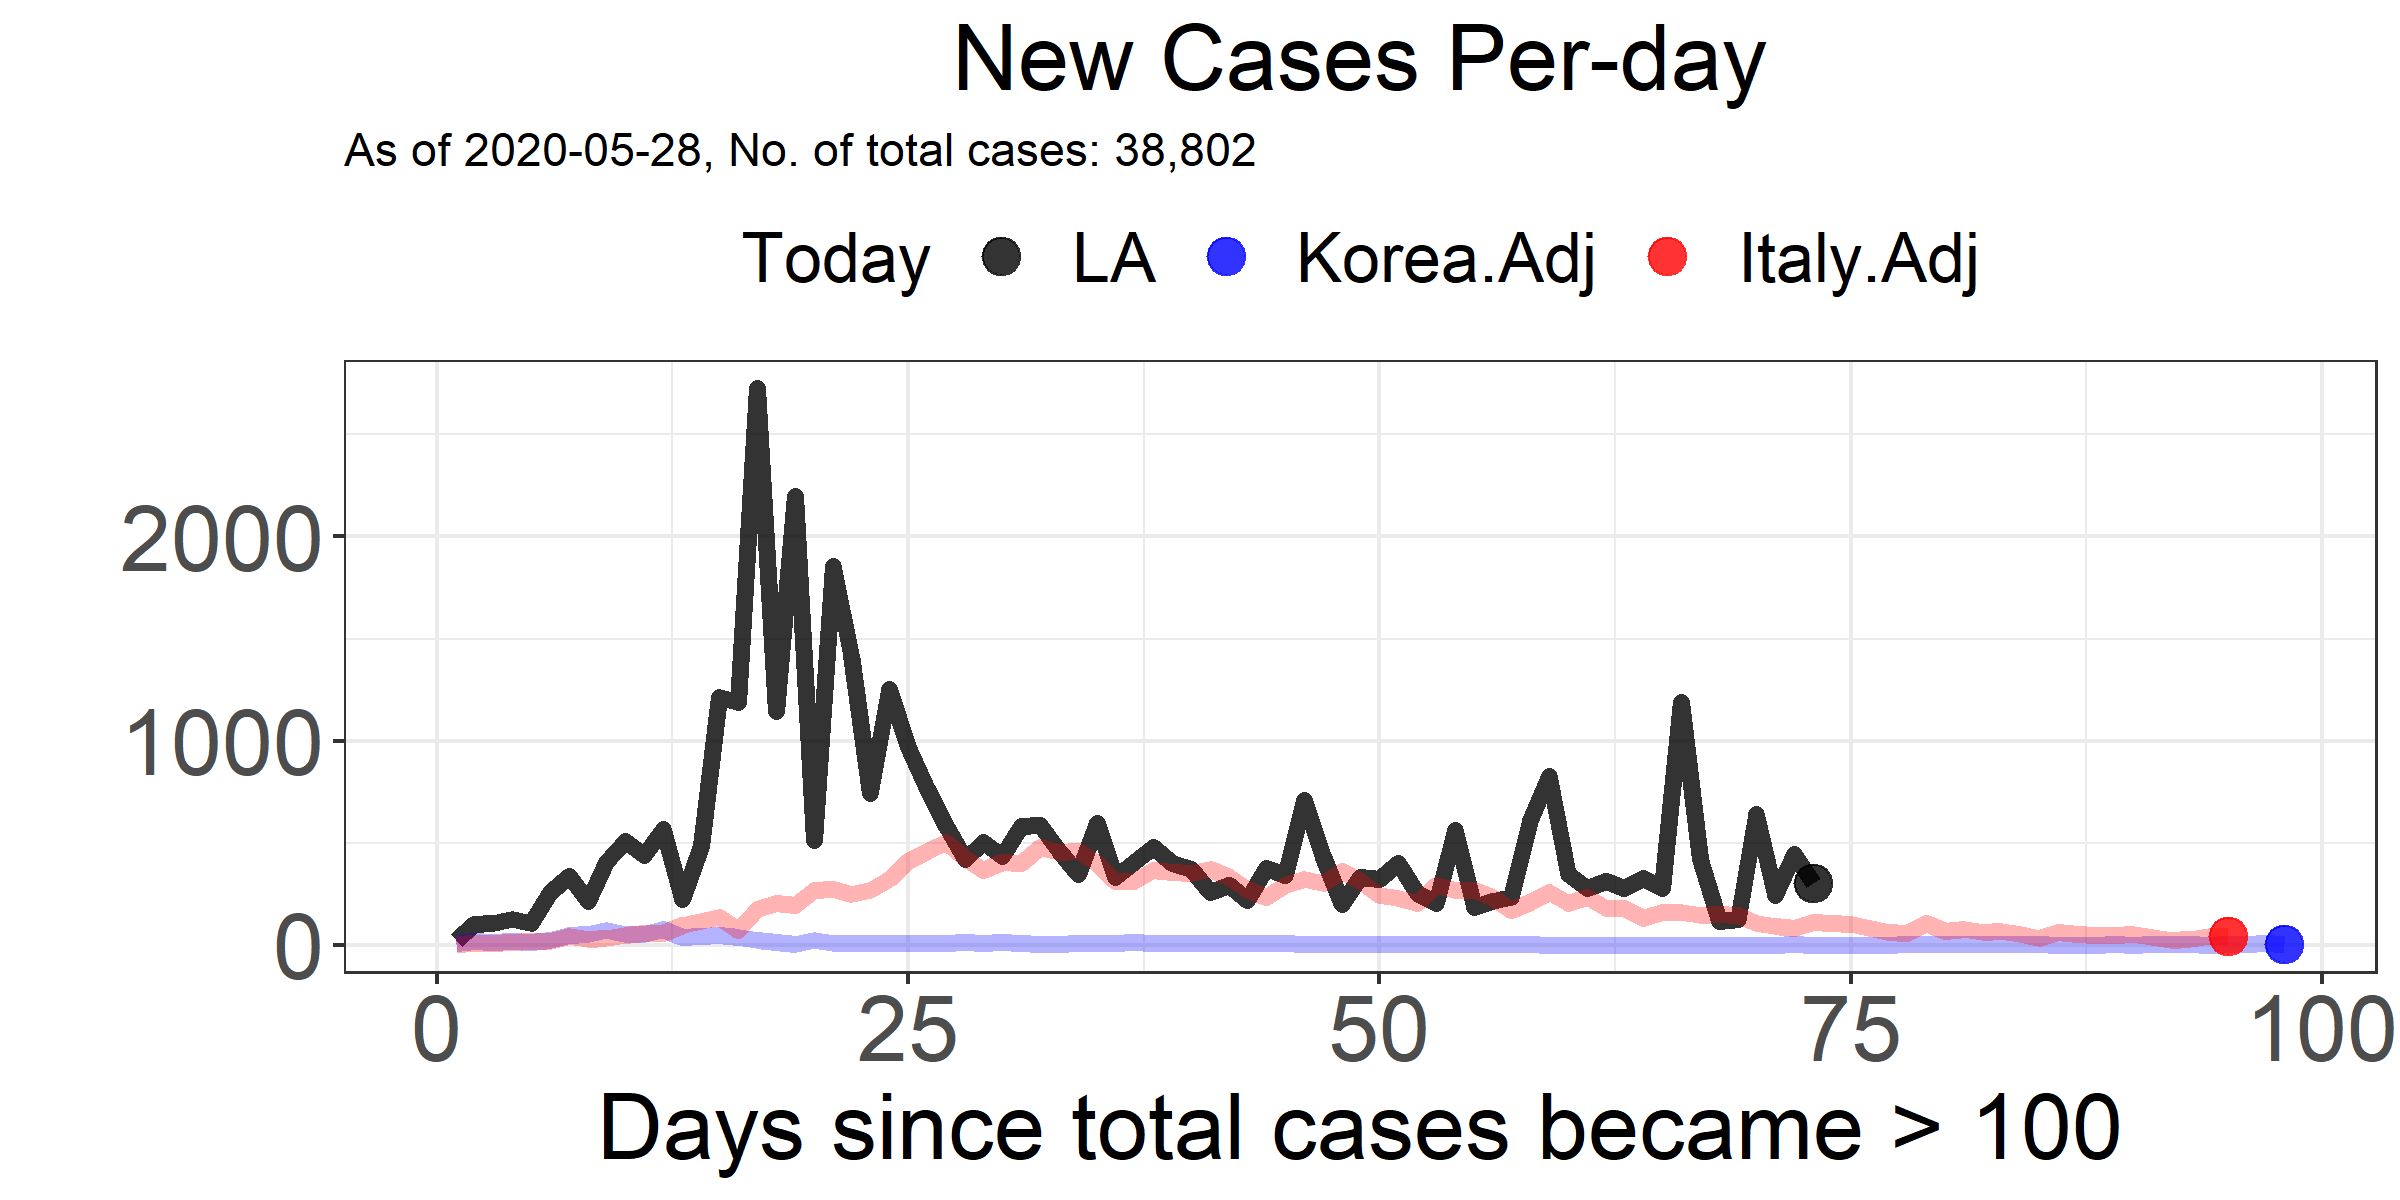 New Cases Per-day
As of 2020-05-28, No. of total cases: 38,802
Today LA Korea.Adj Italy.Adj
2000
1000
0
0 25 50 75 100
Days since total cases became > 100